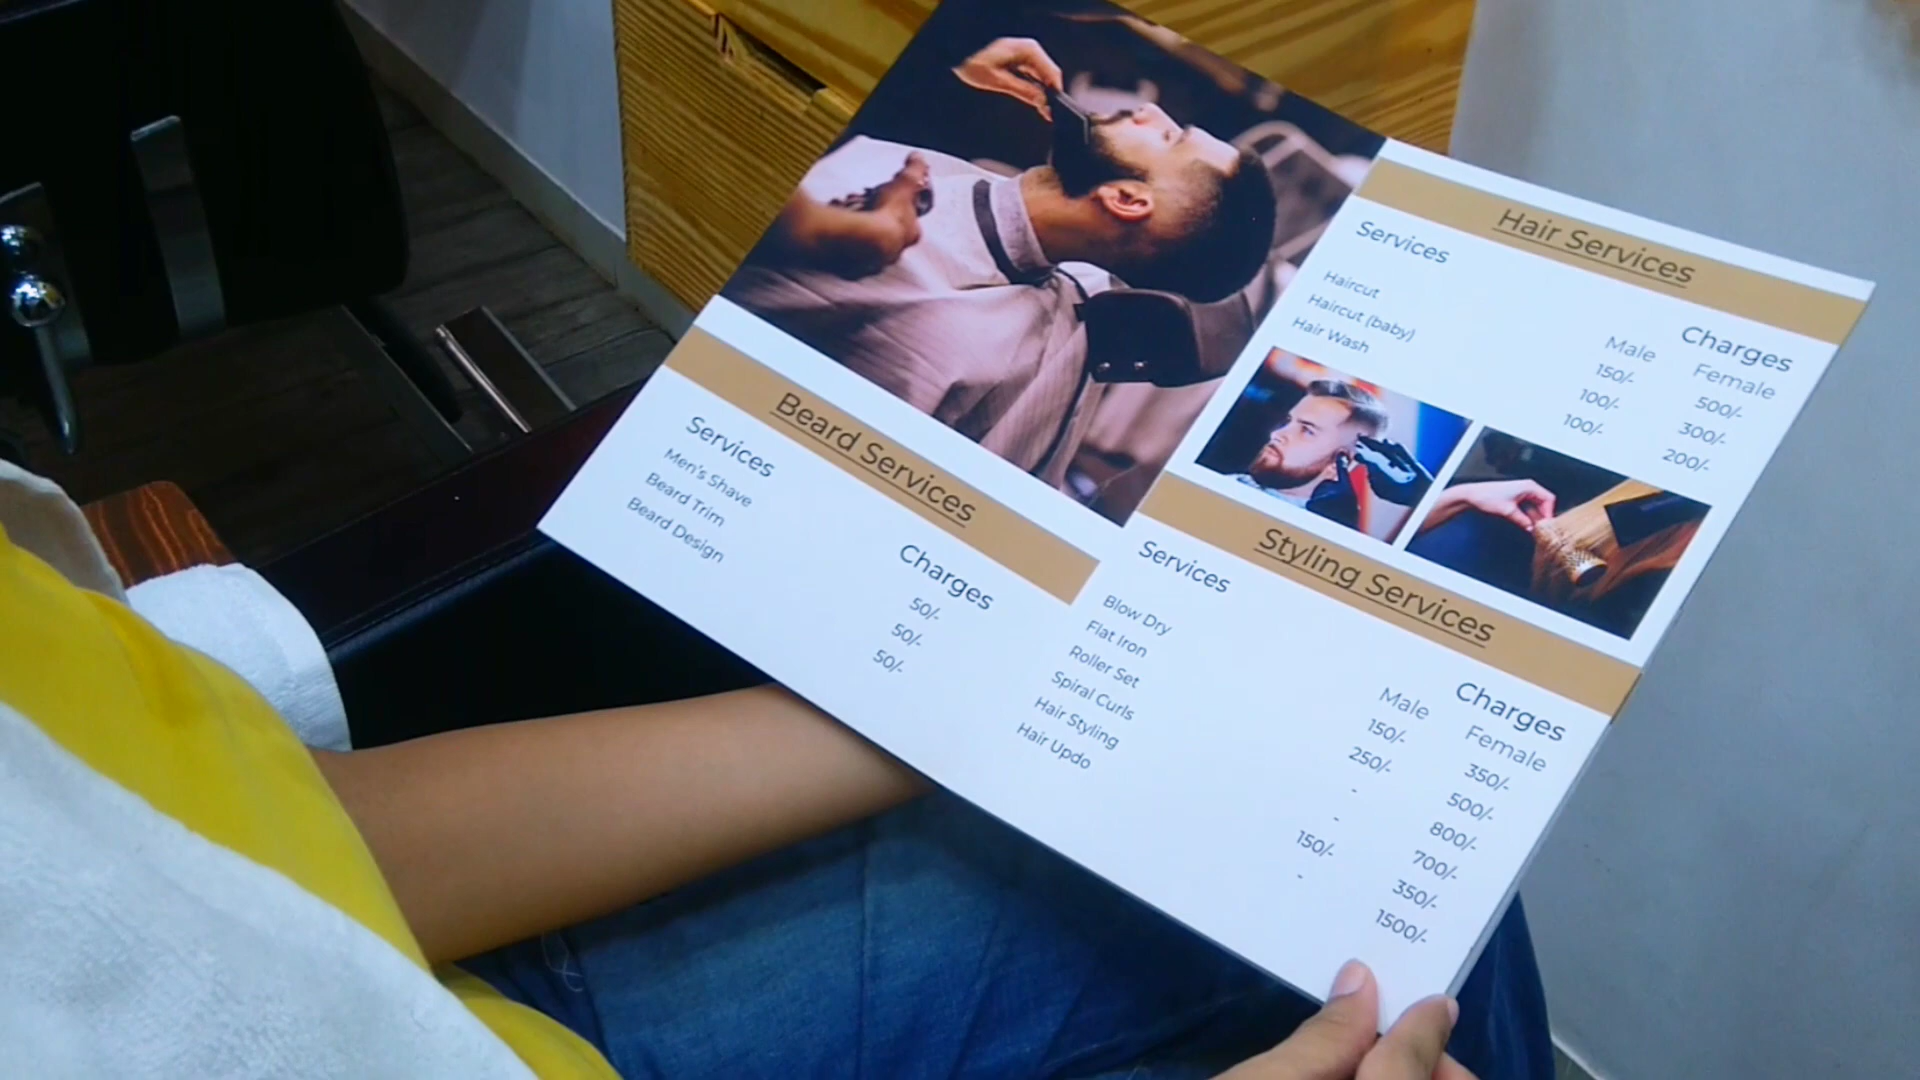 Hair Services
Services
Charges
Male Female
Haircut 150/- 500/-
Haircut (baby) 100/- 300/-
Hair Wash 100/- 200/-
Beard Services
Services
Charges
Men's Shave 50/-
Beard Trim 50/-
Beard Design 50/-
Styling Services
Services
Charges
Male Female
Blow Dry 150/- 350/-
Flat Iron 250/- 500/-
Roller Set - 800/-
Spiral Curls - 700/-
Hair Styling 150/- 350/-
Hair Updo - 1500/-